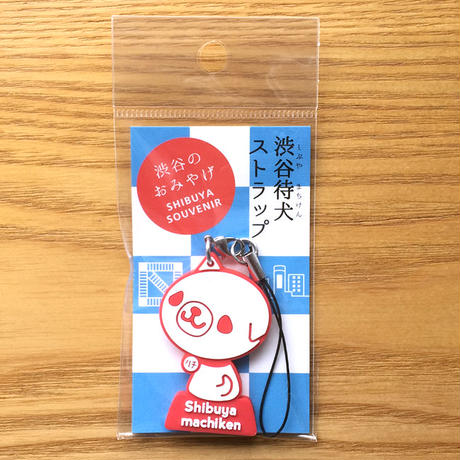 渋谷待犬
しぶや まちけん
ストラップ
渋谷の
おみやげ
SHIBUYA
SOUVENIR
Shibuya
machiken